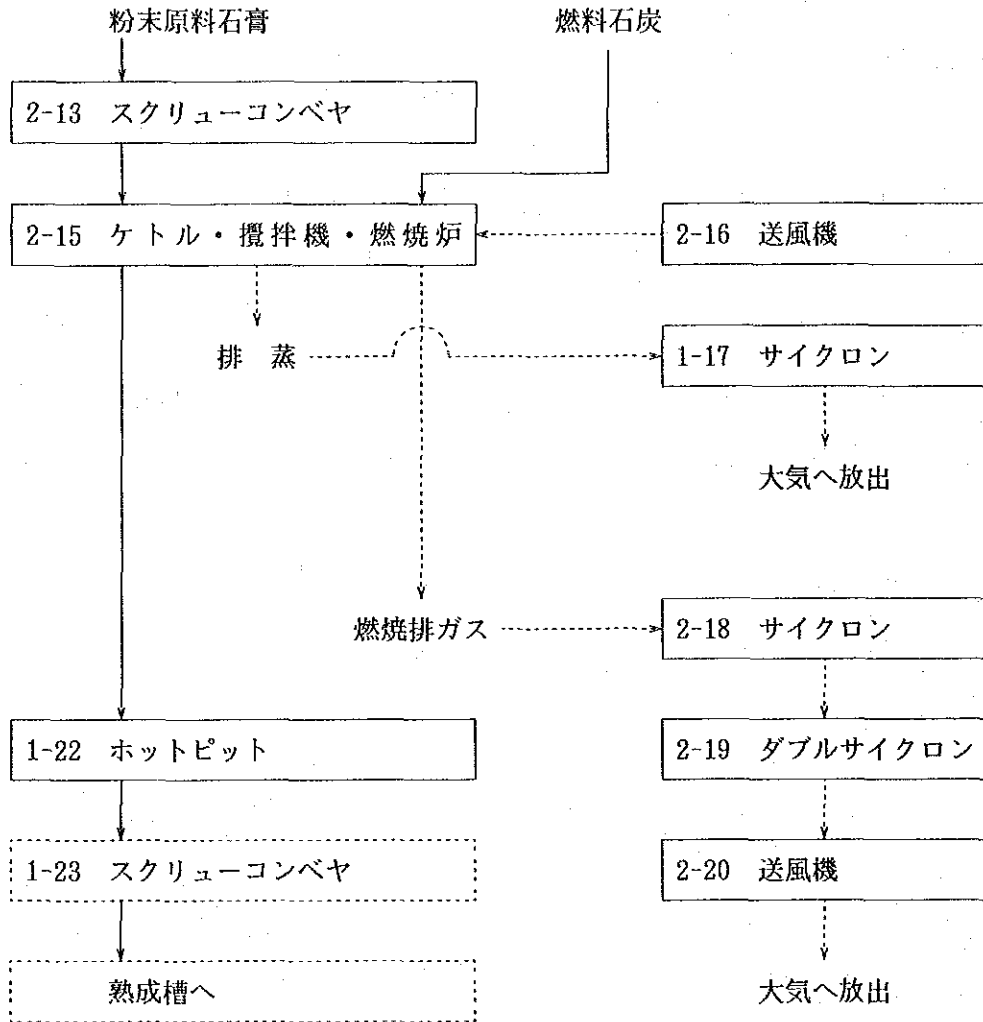 粉末原料石膏 燃料石炭
2-13 スクリューコンベヤ
2-15 ケトル・攪拌機・燃焼炉 2-16 送風機
排 蒸 1-17 サイクロン
大気へ放出
燃焼排ガス 2-18 サイクロン
1-22 ホットピット 2-19 ダブルサイクロン
1-23 スクリューコンベヤ 2-20 送風機
熟成槽へ 大気へ放出